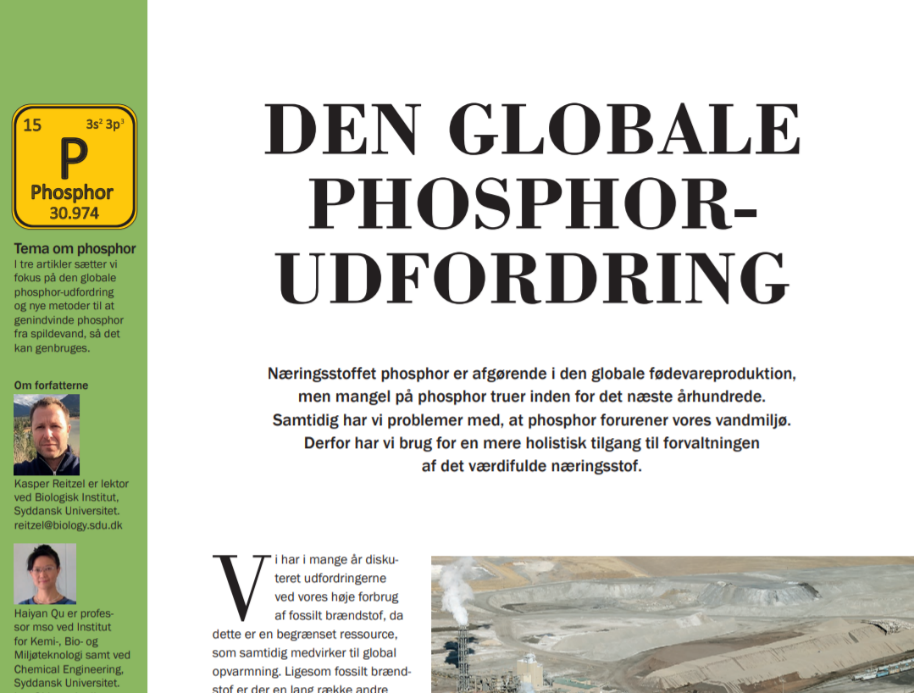 15 3s² 3p³
P
Phosphor
30.974
Tema om phosphor
I tre artikler sætter vi
fokus på den globale
phosphor-udfordring
og nye metoder til at
genindvinde phosphor
fra spildevand, så det
kan genbruges.
Om forfatterne
Kasper Reitzel er lektor
ved Biologisk Institut,
Syddansk Universitet.
reitzel@biology.sdu.dk
Haiyan Qu er profes-
sor mso ved Institut
for Kemi-, Bio- og
Miljøteknologi samt ved
Chemical Engineering,
Syddansk Universitet.
DEN GLOBALE
PHOSPHOR-
UDFORDRING
Næringsstoffet phosphor er afgørende i den globale fødevareproduktion,
men mangel på phosphor truer inden for det næste århundrede.
Samtidig har vi problemer med, at phosphor forurener vores vandmiljø.
Derfor har vi brug for en mere holistisk tilgang til forvaltningen
af det værdifulde næringsstof.
Vi har i mange år disku-
teret udfordringerne
ved vores høje forbrug
af fossilt brændstof, da
dette er en begrænset ressource,
som samtidig medvirker til global
opvarmning. Ligesom fossilt brænd-
stof er der en lang række andre